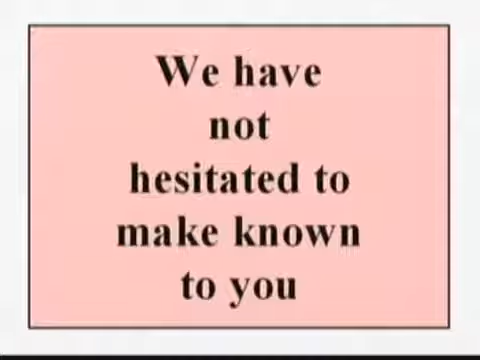 We have
not
hesitated to
make known
to you